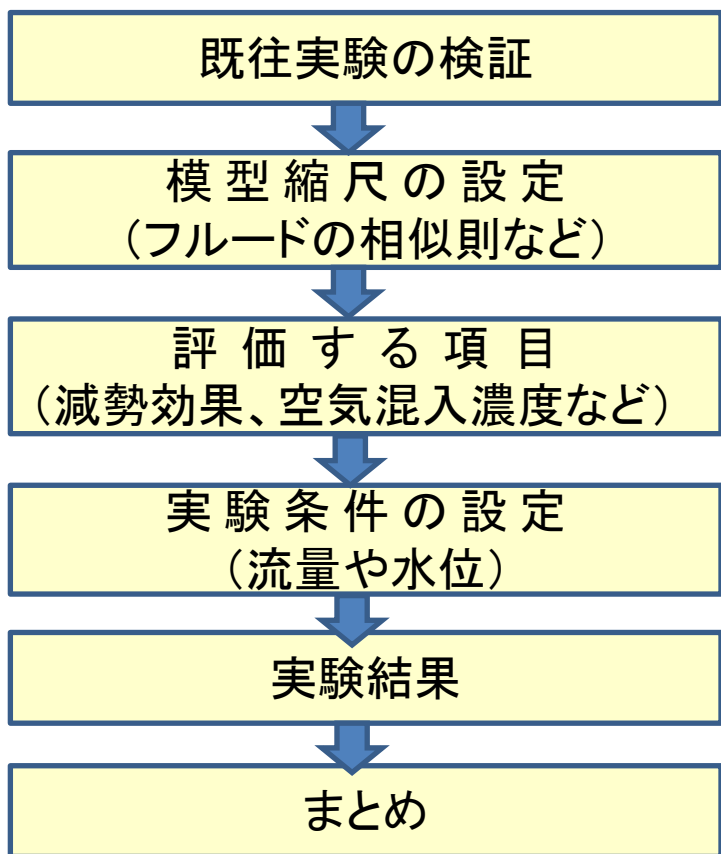 既往実験の検証
模型縮尺の設定
（フルードの相似則など）
評価する項目
（減勢効果、空気混入濃度など）
実験条件の設定
（流量や水位）
実験結果
まとめ